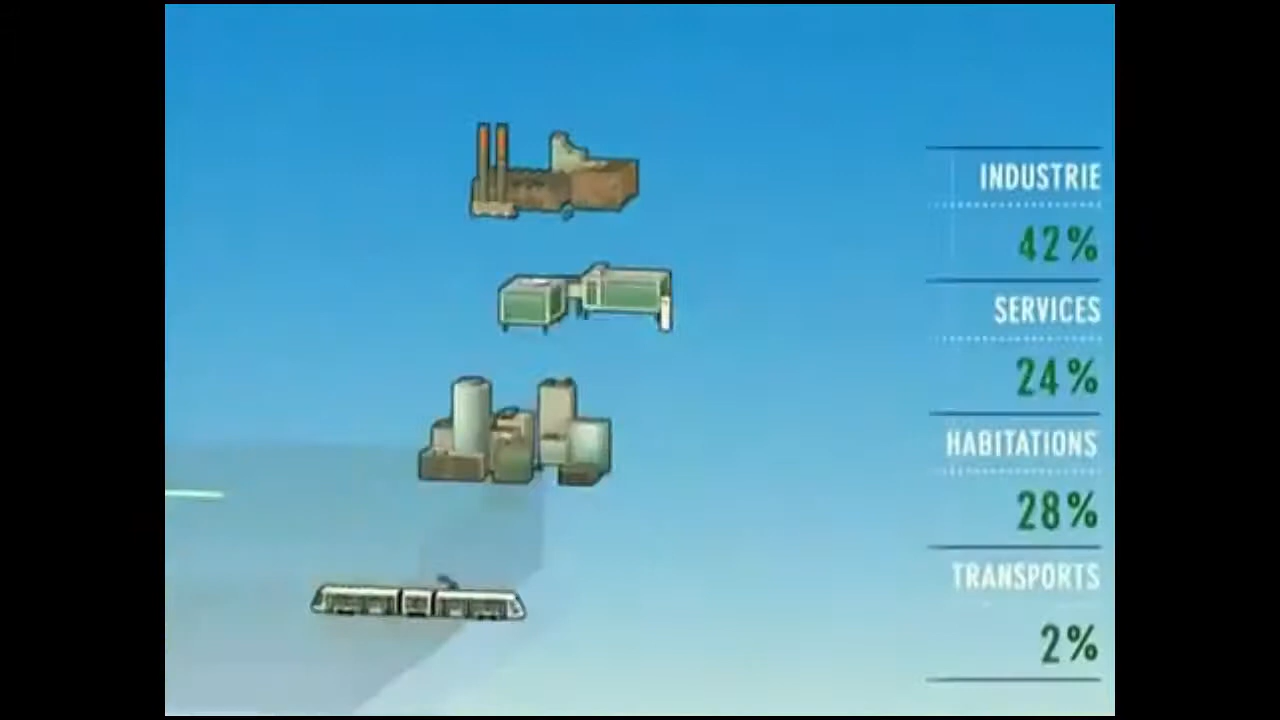 INDUSTRIE
42%
SERVICES
24%
HABITATIONS
28%
TRANSPORTS
2%